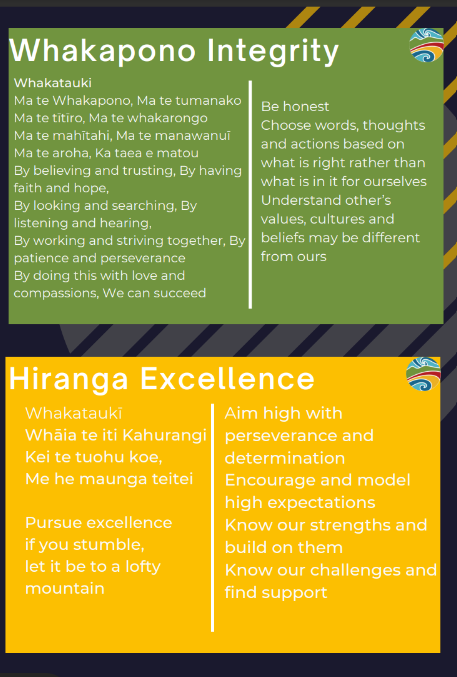 Whakapono Integrity
Whakatauki
Ma te Whakapono, Ma te tumanako
Ma te titiro, Ma te whakarongo
Ma te mahītahi, Ma te manawanuī
Ma te aroha, Ka taea e matou
By believing and trusting, By having
faith and hope,
By looking and searching, By
listening and hearing,
By working and striving together, By
patience and perseverance
By doing this with love and
compassions, We can succeed
Be honest
Choose words, thoughts
and actions based on
what is right rather than
what is in it for ourselves
Understand other's
values, cultures and
beliefs may be different
from ours
Hiranga Excellence
Whakataukī
Whāia te iti Kahurangi
Kei te tuohu koe,
Me he maunga teitei
Pursue excellence
if you stumble,
let it be to a lofty
mountain
Aim high with
perseverance and
determination
Encourage and model
high expectations
Know our strengths and
build on them
Know our challenges and
find support